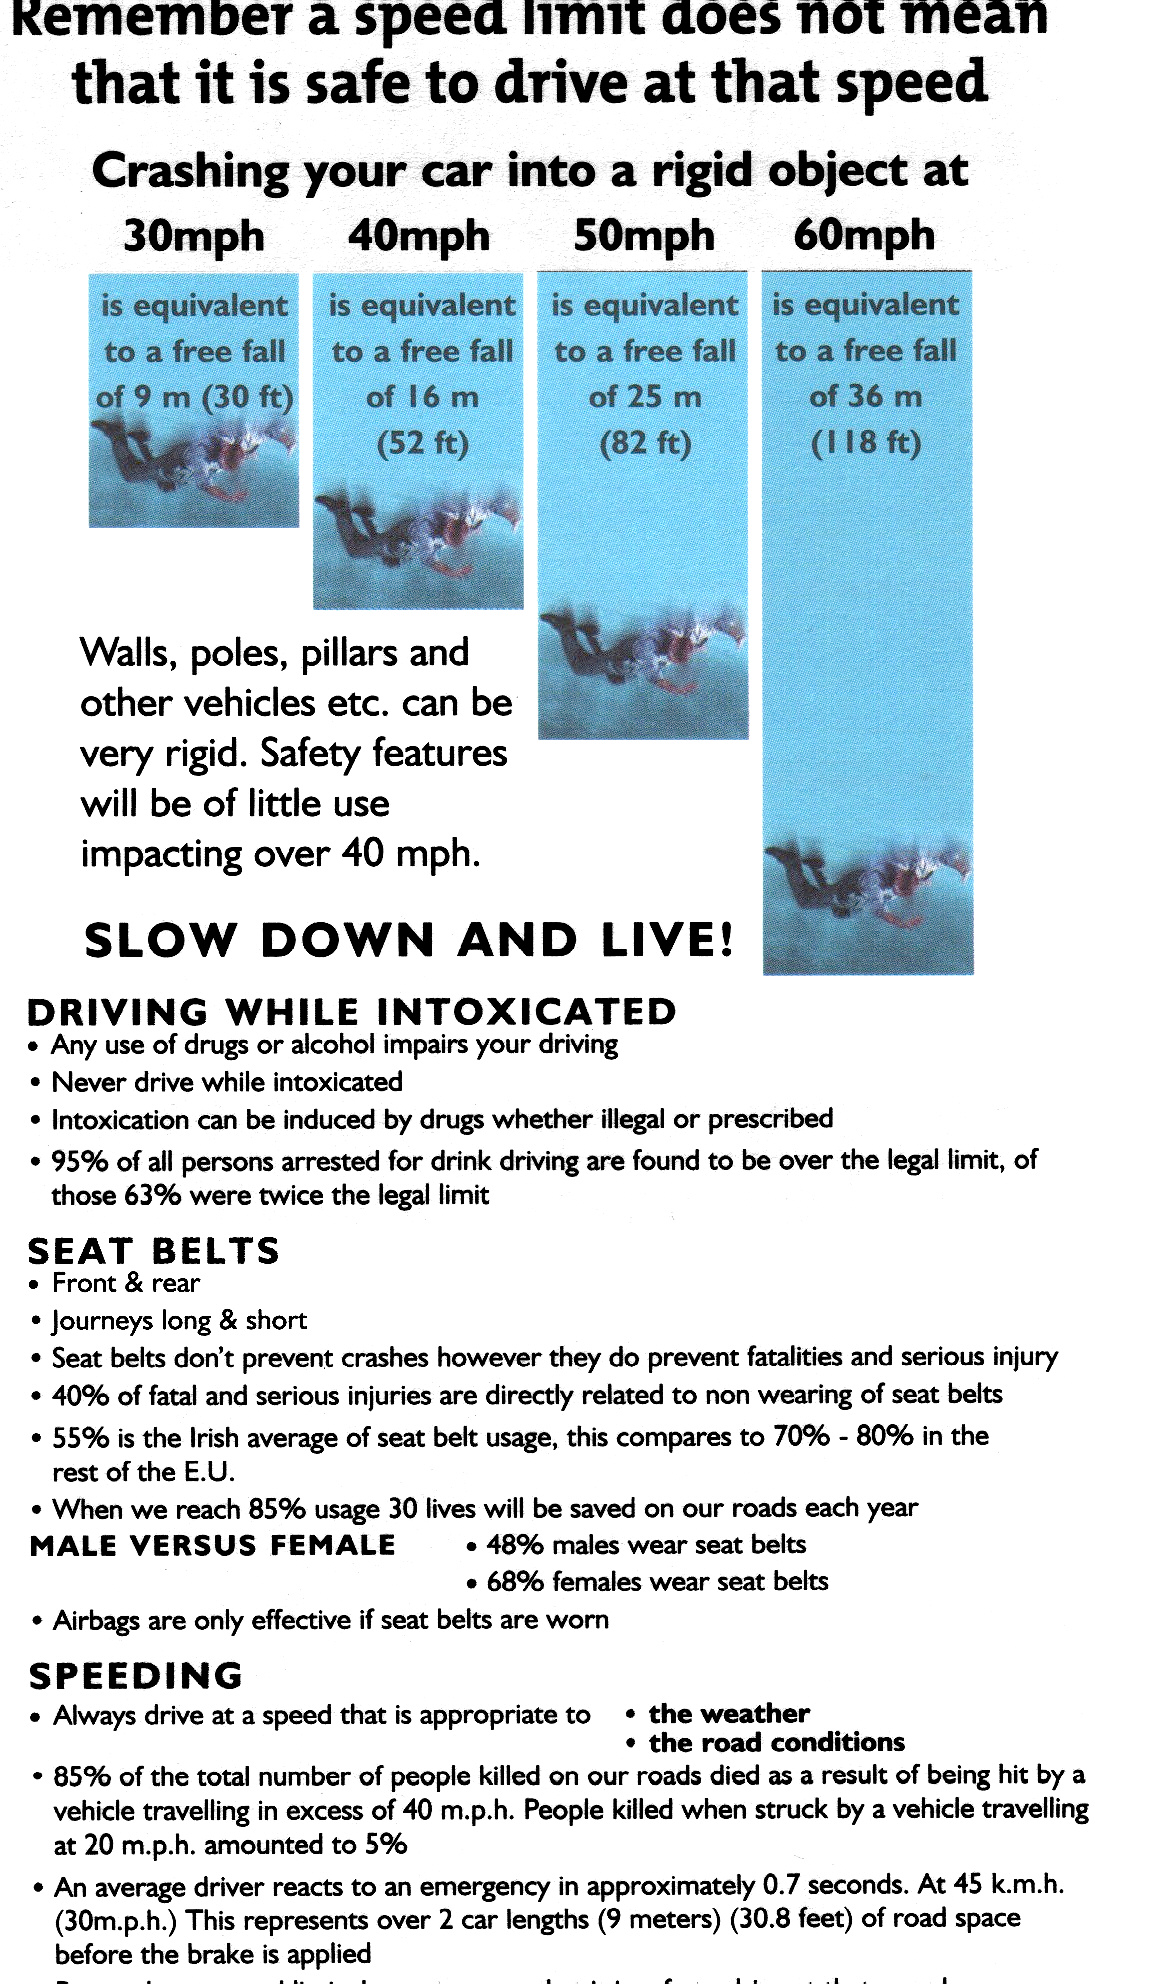 Remember a speed limit does not mean
that it is safe to drive at that speed
Crashing your car into a rigid object at
30mph 40mph 50mph 60mph
is equivalent
to a free fall
of 9 m (30 ft)
is equivalent
to a free fall
of 16 m
(52 ft)
is equivalent
to a free fall
of 25 m
(82 ft)
is equivalent
to a free fall
of 36 m
(118 ft)
Walls, poles, pillars and
other vehicles etc. can be
very rigid. Safety features
will be of little use
impacting over 40 mph.
SLOW DOWN AND LIVE!
DRIVING WHILE INTOXICATED
• Any use of drugs or alcohol impairs your driving
• Never drive while intoxicated
• Intoxication can be induced by drugs whether illegal or prescribed
• 95% of all persons arrested for drink driving are found to be over the legal limit, of
those 63% were twice the legal limit
SEAT BELTS
• Front & rear
• Journeys long & short
• Seat belts don't prevent crashes however they do prevent fatalities and serious injury
• 40% of fatal and serious injuries are directly related to non wearing of seat belts
• 55% is the Irish average of seat belt usage, this compares to 70% - 80% in the
rest of the E.U.
• When we reach 85% usage 30 lives will be saved on our roads each year
MALE VERSUS FEMALE • 48% males wear seat belts
• 68% females wear seat belts
• Airbags are only effective if seat belts are worn
SPEEDING
• Always drive at a speed that is appropriate to • the weather
• the road conditions
• 85% of the total number of people killed on our roads died as a result of being hit by a
vehicle travelling in excess of 40 m.p.h. People killed when struck by a vehicle travelling
at 20 m.p.h. amounted to 5%
• An average driver reacts to an emergency in approximately 0.7 seconds. At 45 k.m.h.
(30m.p.h.) This represents over 2 car lengths (9 meters) (30.8 feet) of road space
before the brake is applied